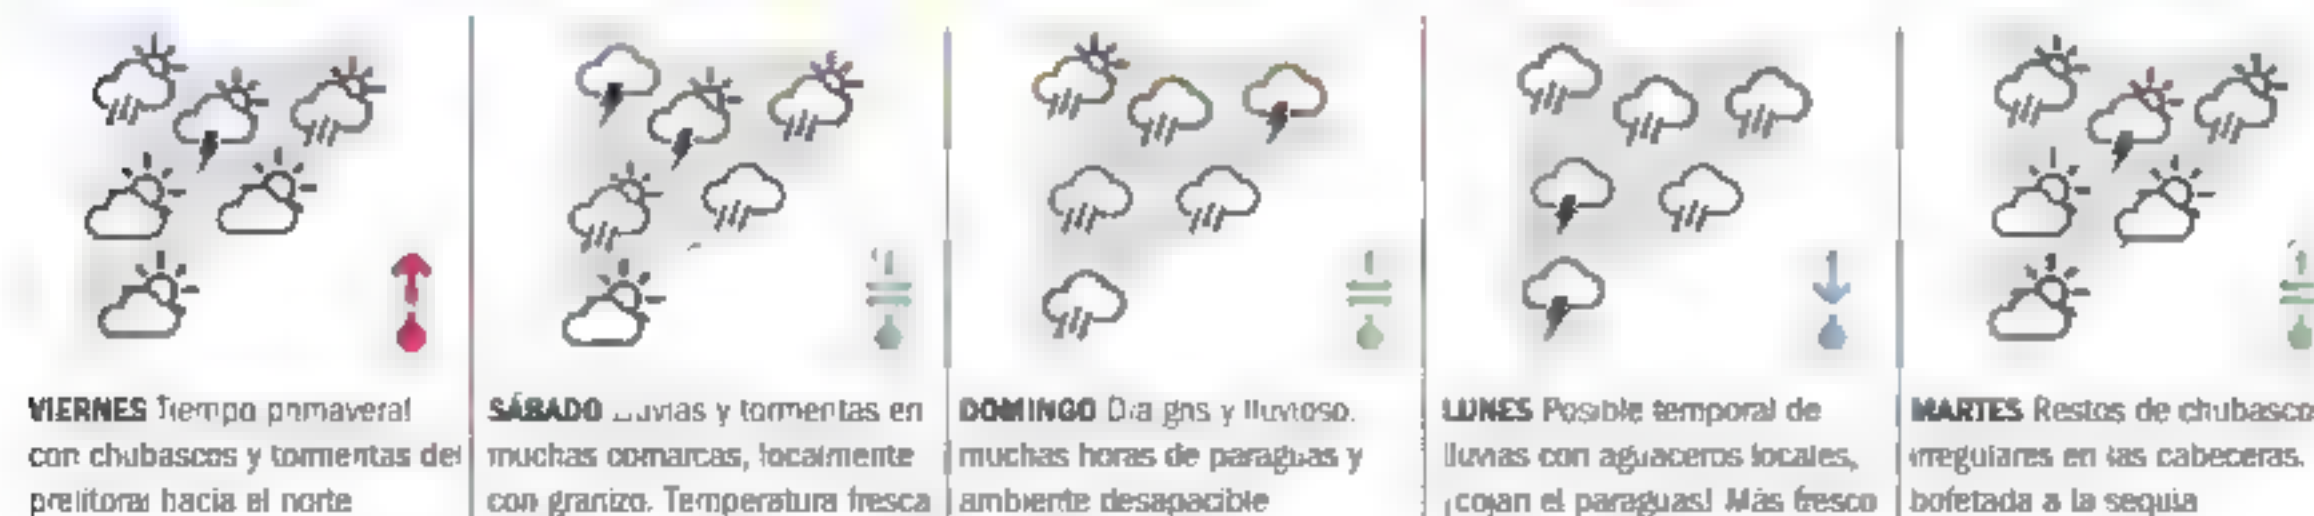 VIERNES Tiempo primaveral
con chubascos y tormentas del
prelitoral hacia el norte
SÁBADO Lluvias y tormentas en
muchas comarcas, localmente
con granizo. Temperatura fresca
DOMINGO Día gris y lluvioso,
muchas horas de paraguas y
ambiente desapacible
LUNES Posible temporal de
lluvias con aguaceros locales,
¡cojan el paraguas! Más fresco
MARTES Restos de chubascos
irregulares en las cabeceras,
bofetada a la sequía